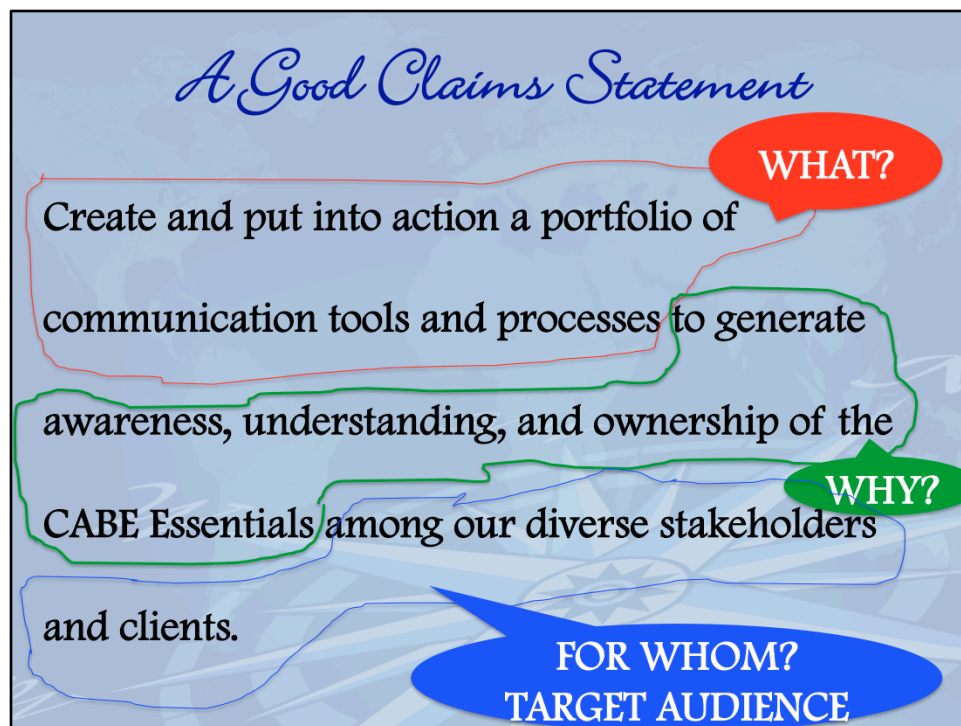 A Good Claims Statement
WHAT?
Create and put into action a portfolio of
communication tools and processes to generate
awareness, understanding, and ownership of the
WHY?
CABE Essentials among our diverse stakeholders
and clients.
FOR WHOM?
TARGET AUDIENCE